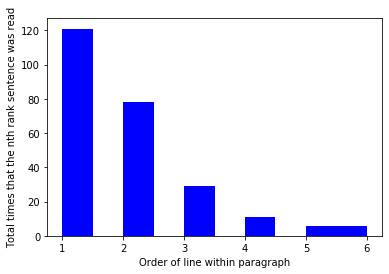 Total times that the nth rank sentence was read
120
100
80
60
40
20
0
1 2 3 4 5 6
Order of line within paragraph